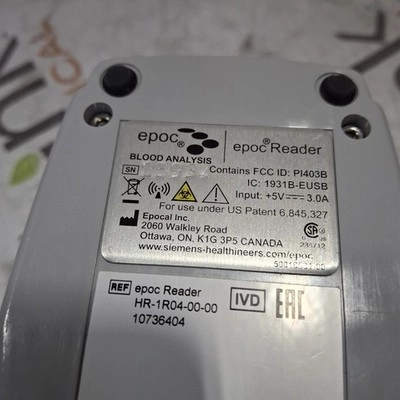 epoc® epoc® Reader
BLOOD ANALYSIS
SN
Contains FCC ID: PI403B
IC: 1931B-EUSB
Input: +5V 3.0A
For use under US Patent 6,845,327
Epocal Inc.
2060 Walkley Road
Ottawa, ON, K1G 3P5 CANADA
www.siemens-healthineers.com/epoc
REF epoc Reader
HR-1R04-00-00
10736404
IVD EAC